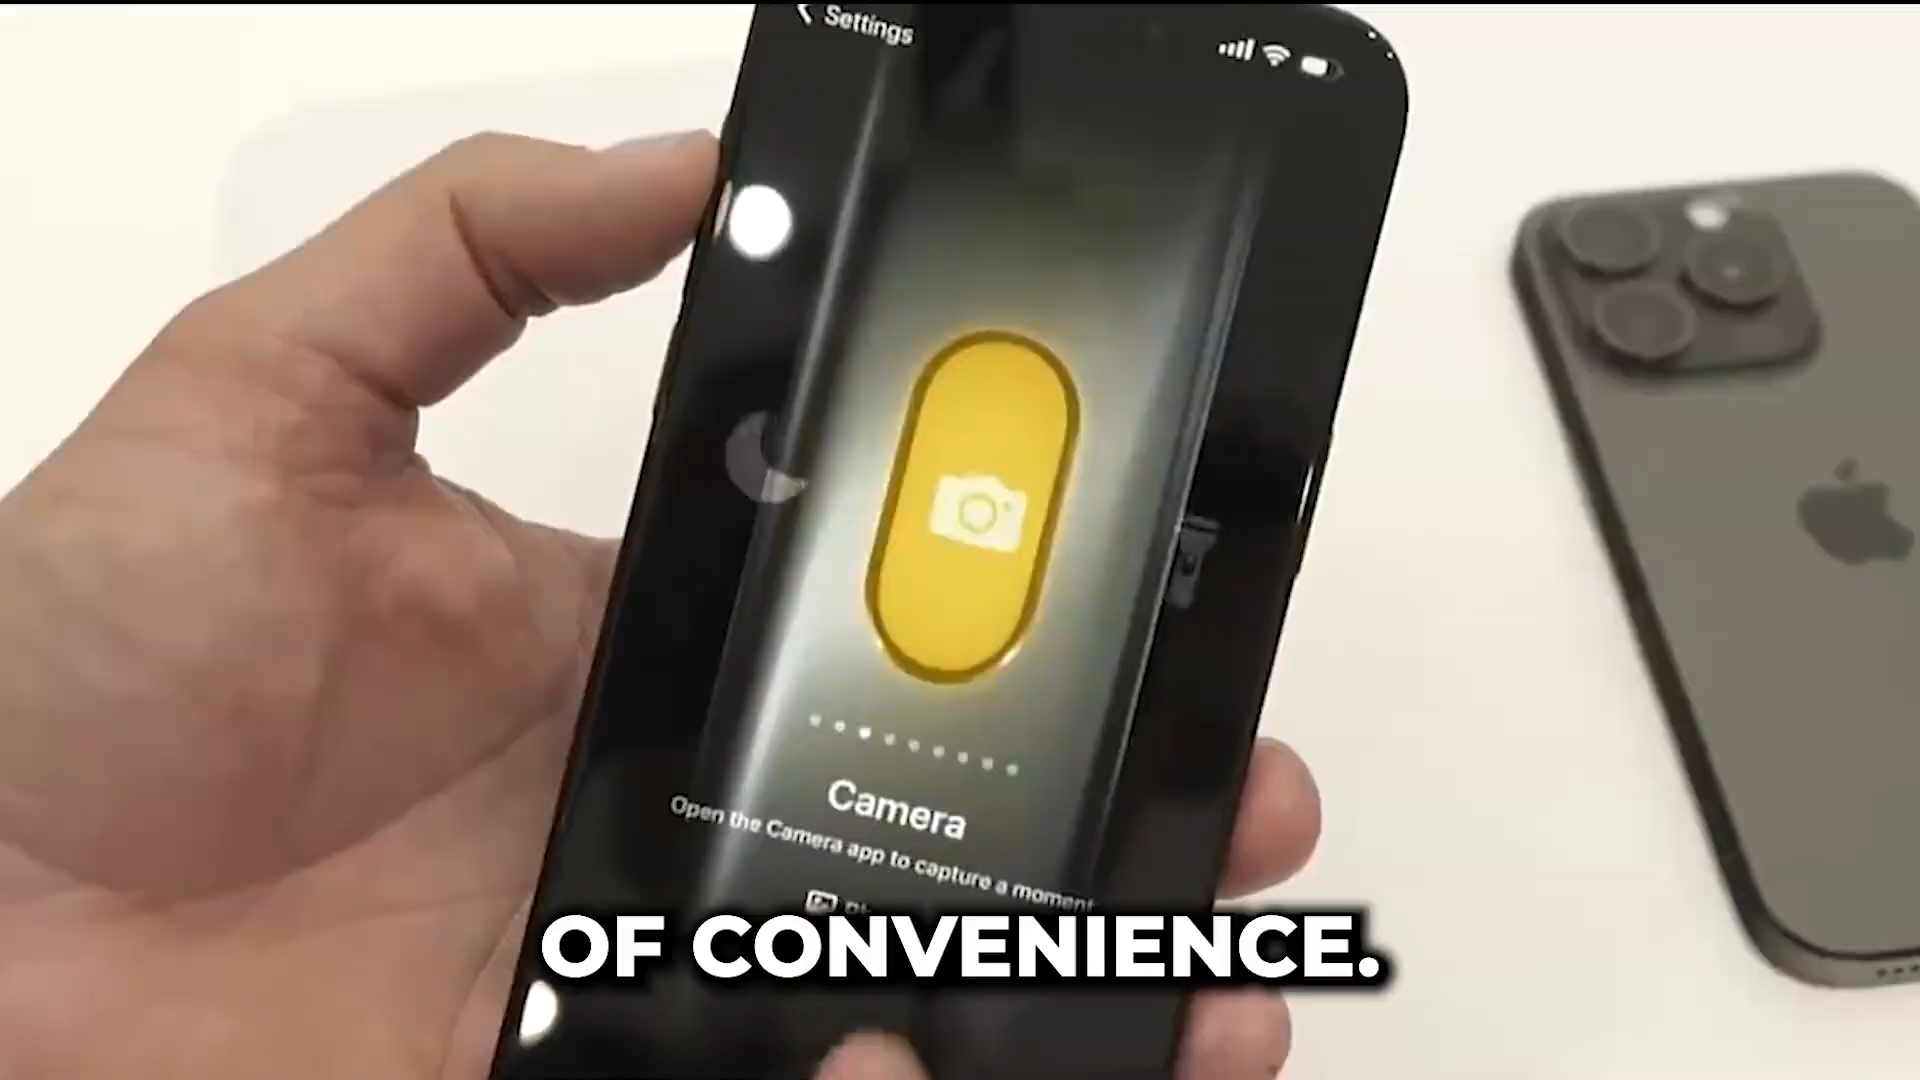 Settings
Camera
Open the Camera app to capture a moment
OF CONVENIENCE.